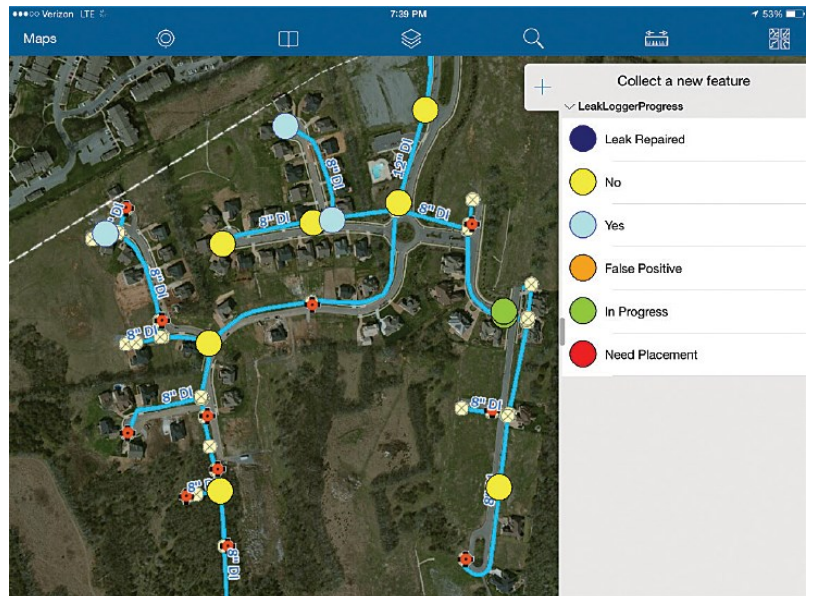 Verizon LTE
7:39 PM
53%
Maps
Collect a new feature
LeakLoggerProgress
Leak Repaired
No
Yes
False Positive
In Progress
Need Placement
12" DI
8" DI
8" DI
8" DI
DI
8" DI
8" DI
8" DI
8" DI
8" DI
8" DI
8"